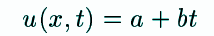 u(x,t) = a + bt